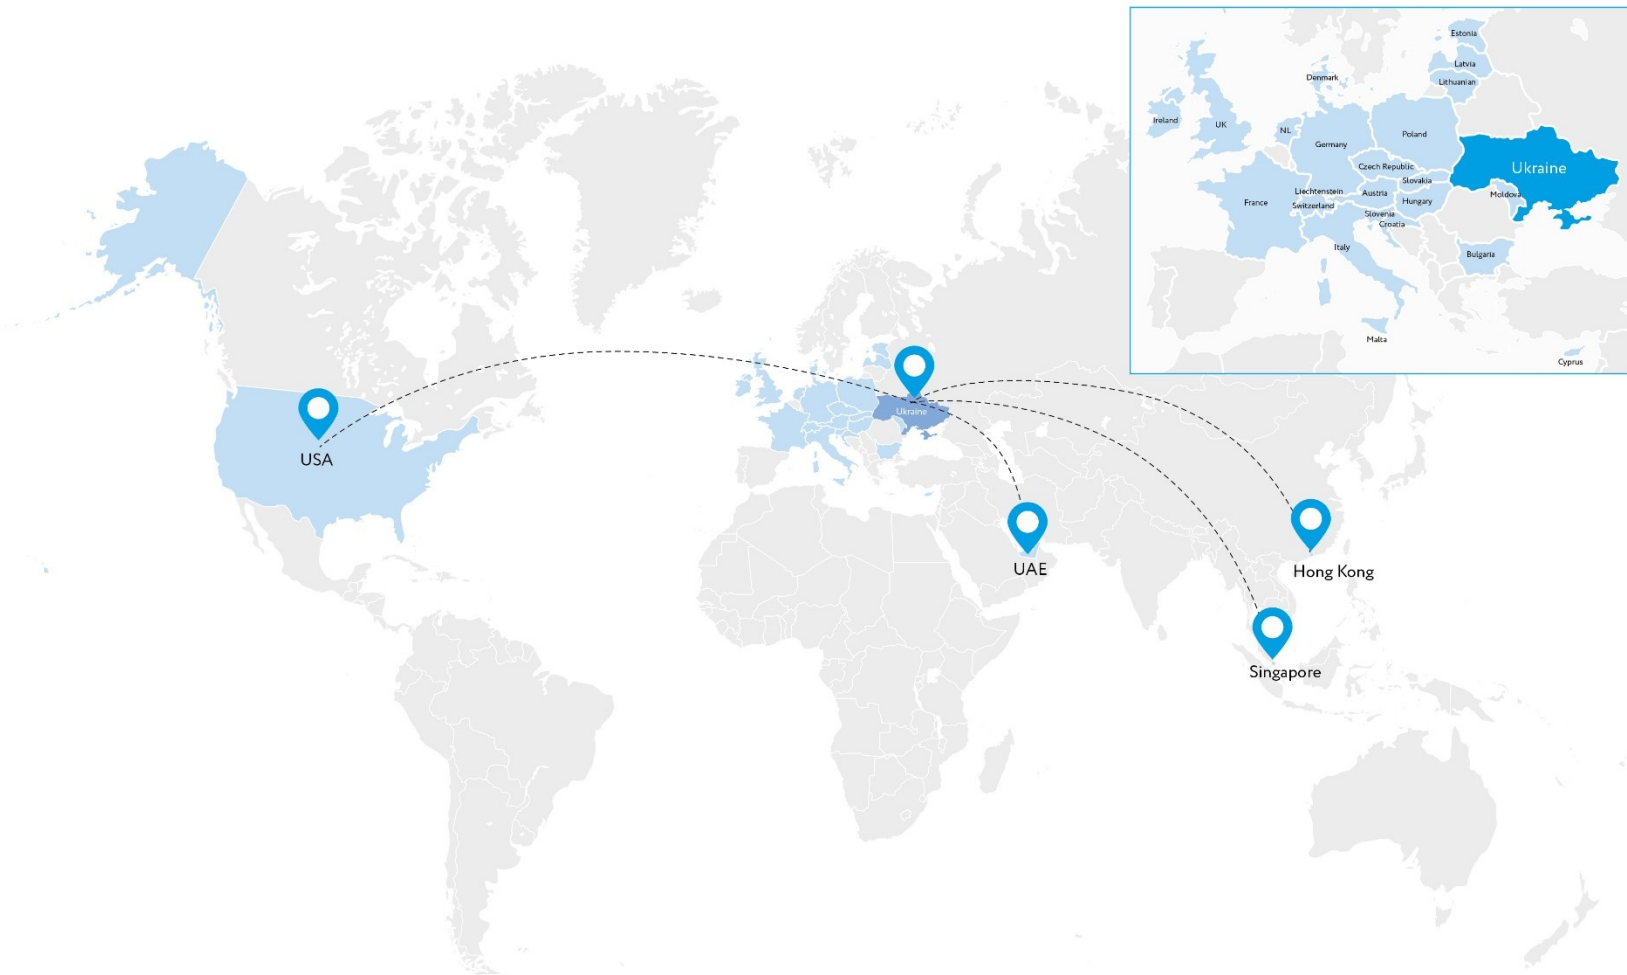 Estonia
Latvia
Lithuanian
Denmark
Ireland
UK
NL
Poland
Germany
Ukraine
Czech Republic
Slovakia
Liechtenstein
Austria
Moldova
France
Switzerland
Hungary
Slovenia
Croatia
Italy
Bulgaria
Malta
Cyprus
Ukraine
USA
UAE
Hong Kong
Singapore